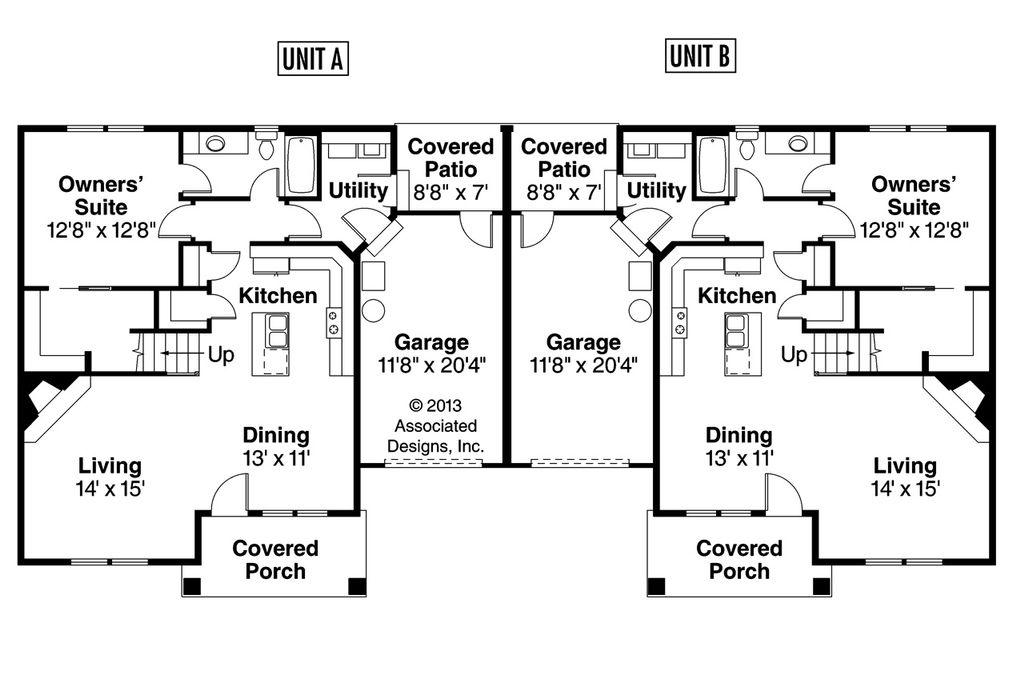 UNIT A
UNIT B
Owners’
Suite
12'8" x 12'8"
Utility
Covered
Patio
8'8" x 7'
Covered
Patio
8'8" x 7'
Utility
Owners’
Suite
12'8" x 12'8"
Kitchen
Up
Garage
11'8" x 20'4"
© 2013
Associated
Designs, Inc.
Garage
11'8" x 20'4"
Kitchen
Up
Living
14' x 15'
Dining
13' x 11'
Dining
13' x 11'
Living
14' x 15'
Covered
Porch
Covered
Porch